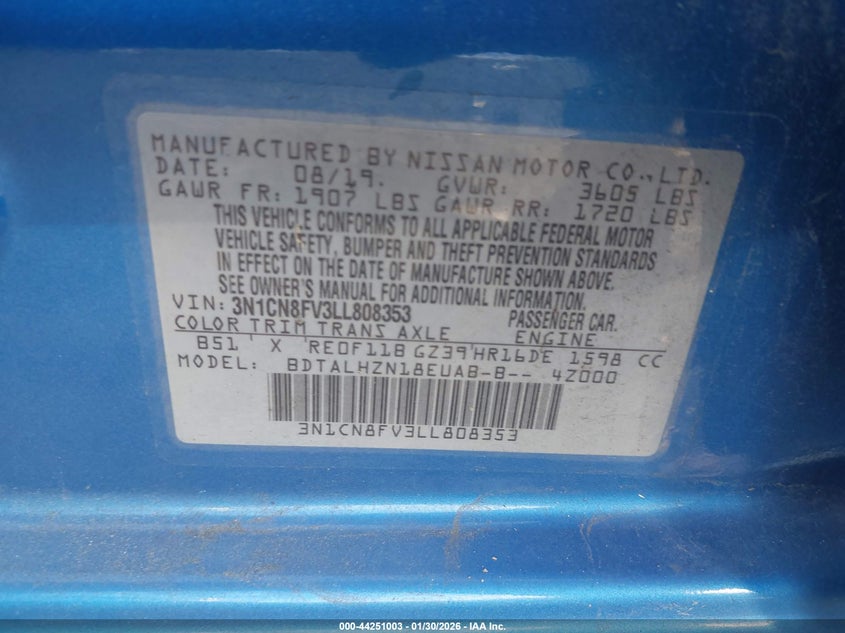 MANUFACTURED BY NISSAN MOTOR CO., LTD.
DATE: 08/19. GVWR: 3605 LBS
GAWR FR: 1907 LBS GAWR RR: 1720 LBS
THIS VEHICLE CONFORMS TO ALL APPLICABLE FEDERAL MOTOR
VEHICLE SAFETY, BUMPER AND THEFT PREVENTION STANDARDS
IN EFFECT ON THE DATE OF MANUFACTURE SHOWN ABOVE.
SEE OWNER'S MANUAL FOR ADDITIONAL INFORMATION.
VIN: 3N1CN8FV3LL808353 PASSENGER CAR.
COLOR TRIM TRANS AXLE ENGINE
B51 X RE0F11B GZ39 HR16DE 1598 CC
MODEL: BDTALHZN18EUAB-B-- 4Z000
3N1CN8FV3LL808353
000-44251003 — 01/30/2026 — IAA Inc.